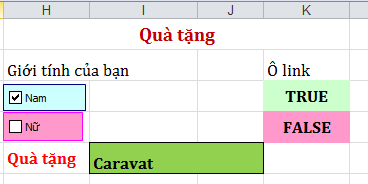 H I J K
Quà tặng
Giới tính của bạn Ô link
Nam TRUE
Nữ FALSE
Quà tặng Caravat